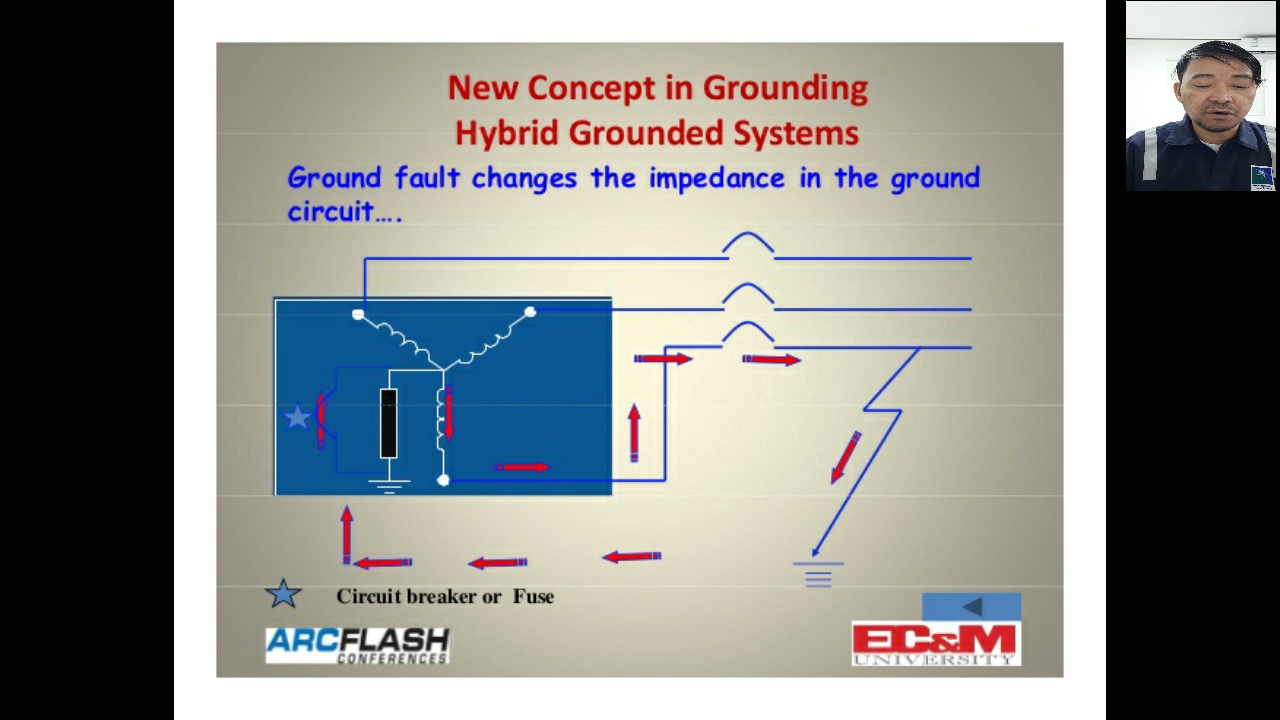 New Concept in Grounding
Hybrid Grounded Systems
Ground fault changes the impedance in the ground
circuit....
Circuit breaker or Fuse
ARCFLASH
CONFERENCES
EC&M
UNIVERSITY